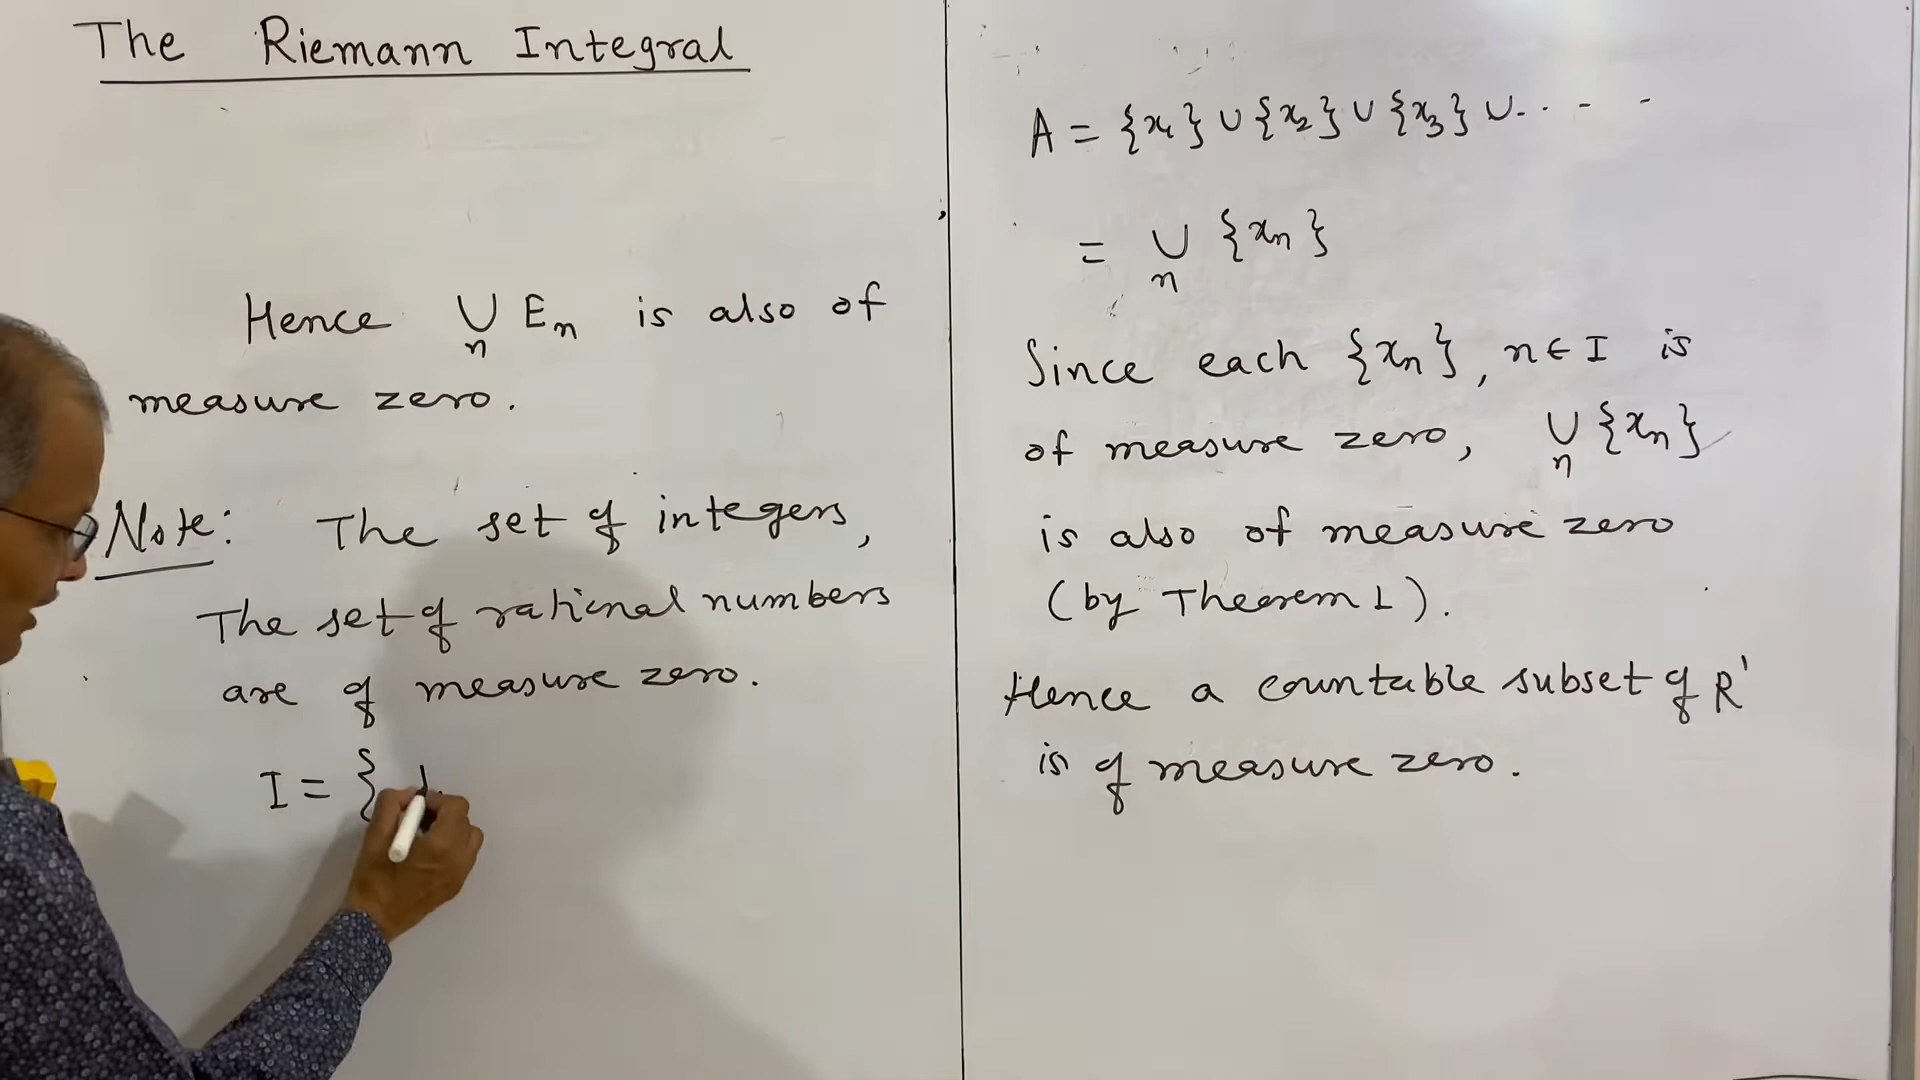 The Riemann Integral
Hence ∪ Eₙ is also of
n
measure zero.
Note: The set of integers,
The set of rational numbers
are of measure zero.
I = { 1
A = {x₁} ∪ {x₂} ∪ {x₃} ∪ . . - -
= ∪ {xₙ}
n
Since each {xₙ}, n ∈ I is
of measure zero, ∪ {xₙ}
n
is also of measure zero
(by Theorem 1).
Hence a countable subset of R¹
is of measure zero.